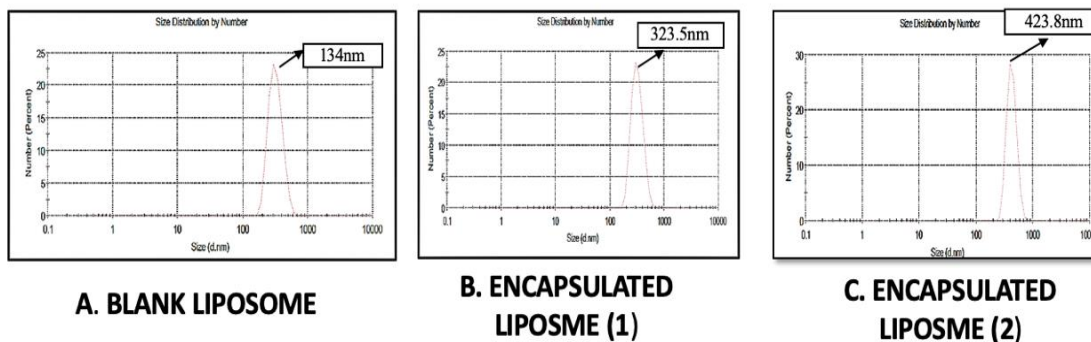 Size Distribution by Number
134nm
25
20
15
10
5
0
Number (Percent)
0.1 1 10 100 1000 10000
Size (d.nm)
A. BLANK LIPOSOME
Size Distribution by Number
323.5nm
25
20
15
10
5
0
Number (Percent)
0.1 1 10 100 1000 10000
Size (d.nm)
B. ENCAPSULATED
LIPOSME (1)
Size Distribution by Number
423.8nm
30
20
10
0
Number (Percent)
0.1 1 10 100 1000 1000
Size (d.nm)
C. ENCAPSULATED
LIPOSME (2)